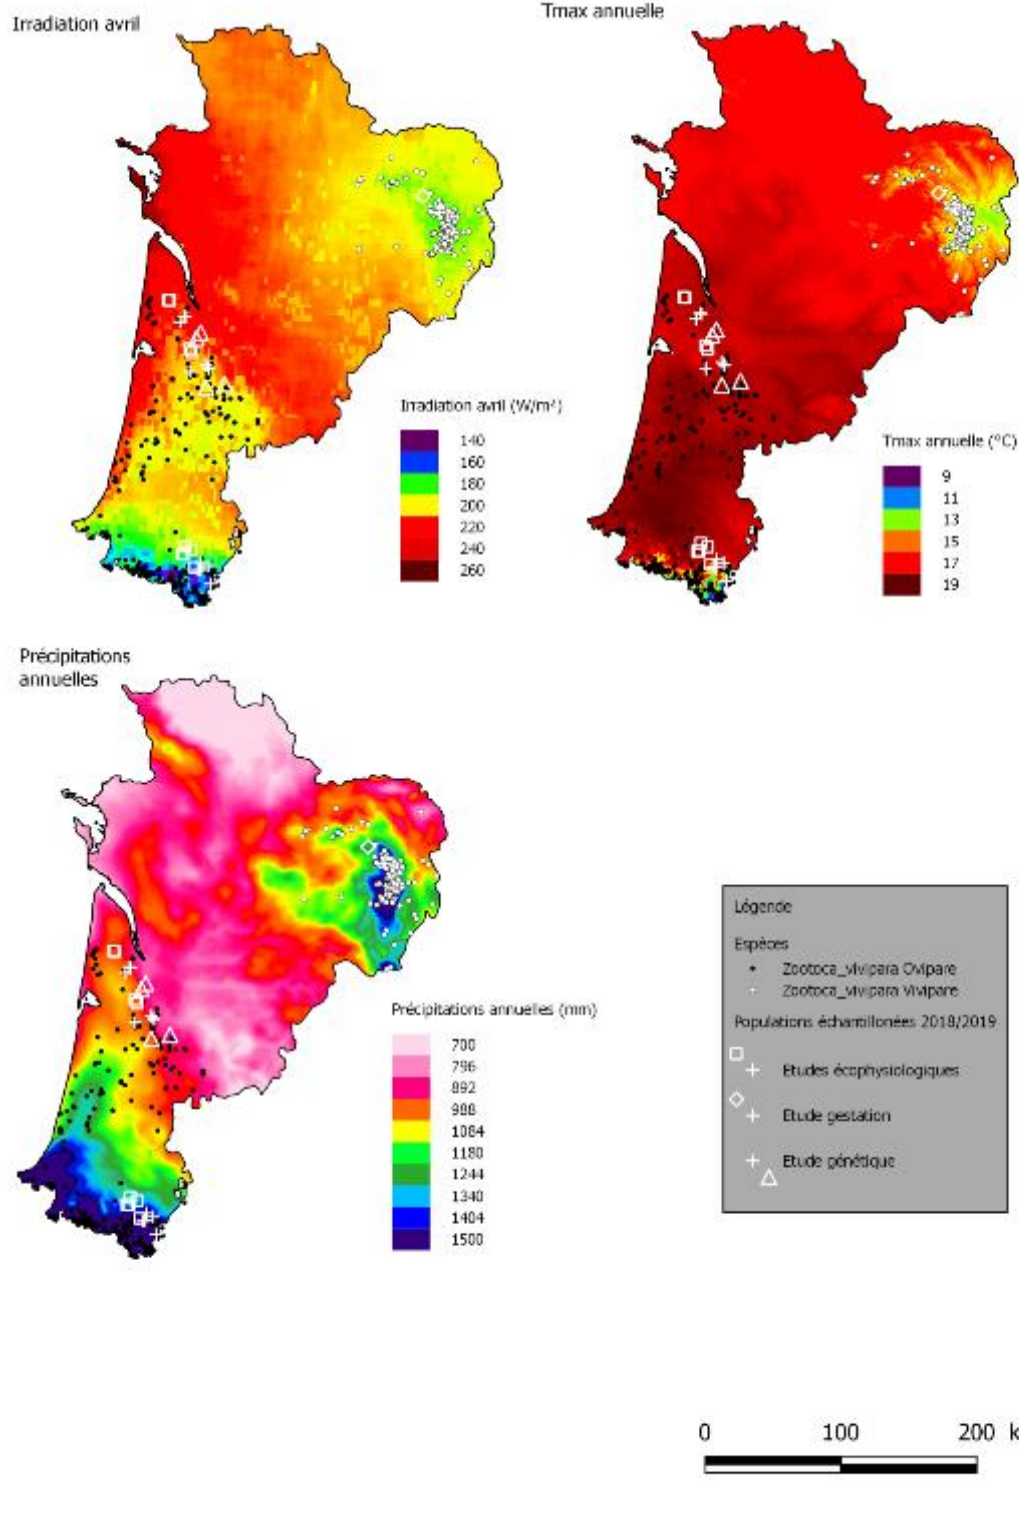 Irradiation avril
Tmax annuelle
Irradiation avril (W/m²)
140
160
180
200
220
240
260
Tmax annuelle (°C)
9
11
13
15
17
19
Précipitations
annuelles
Précipitations annuelles (mm)
700
796
892
988
1084
1180
1244
1340
1404
1500
Légende
Espèces
Zootoca_vivipara Ovipare
Zootoca_vivipara Vivipare
Populations échantillonées 2018/2019
Etudes écophysiologiques
Etude gestation
Etude génétique
0 100 200 k